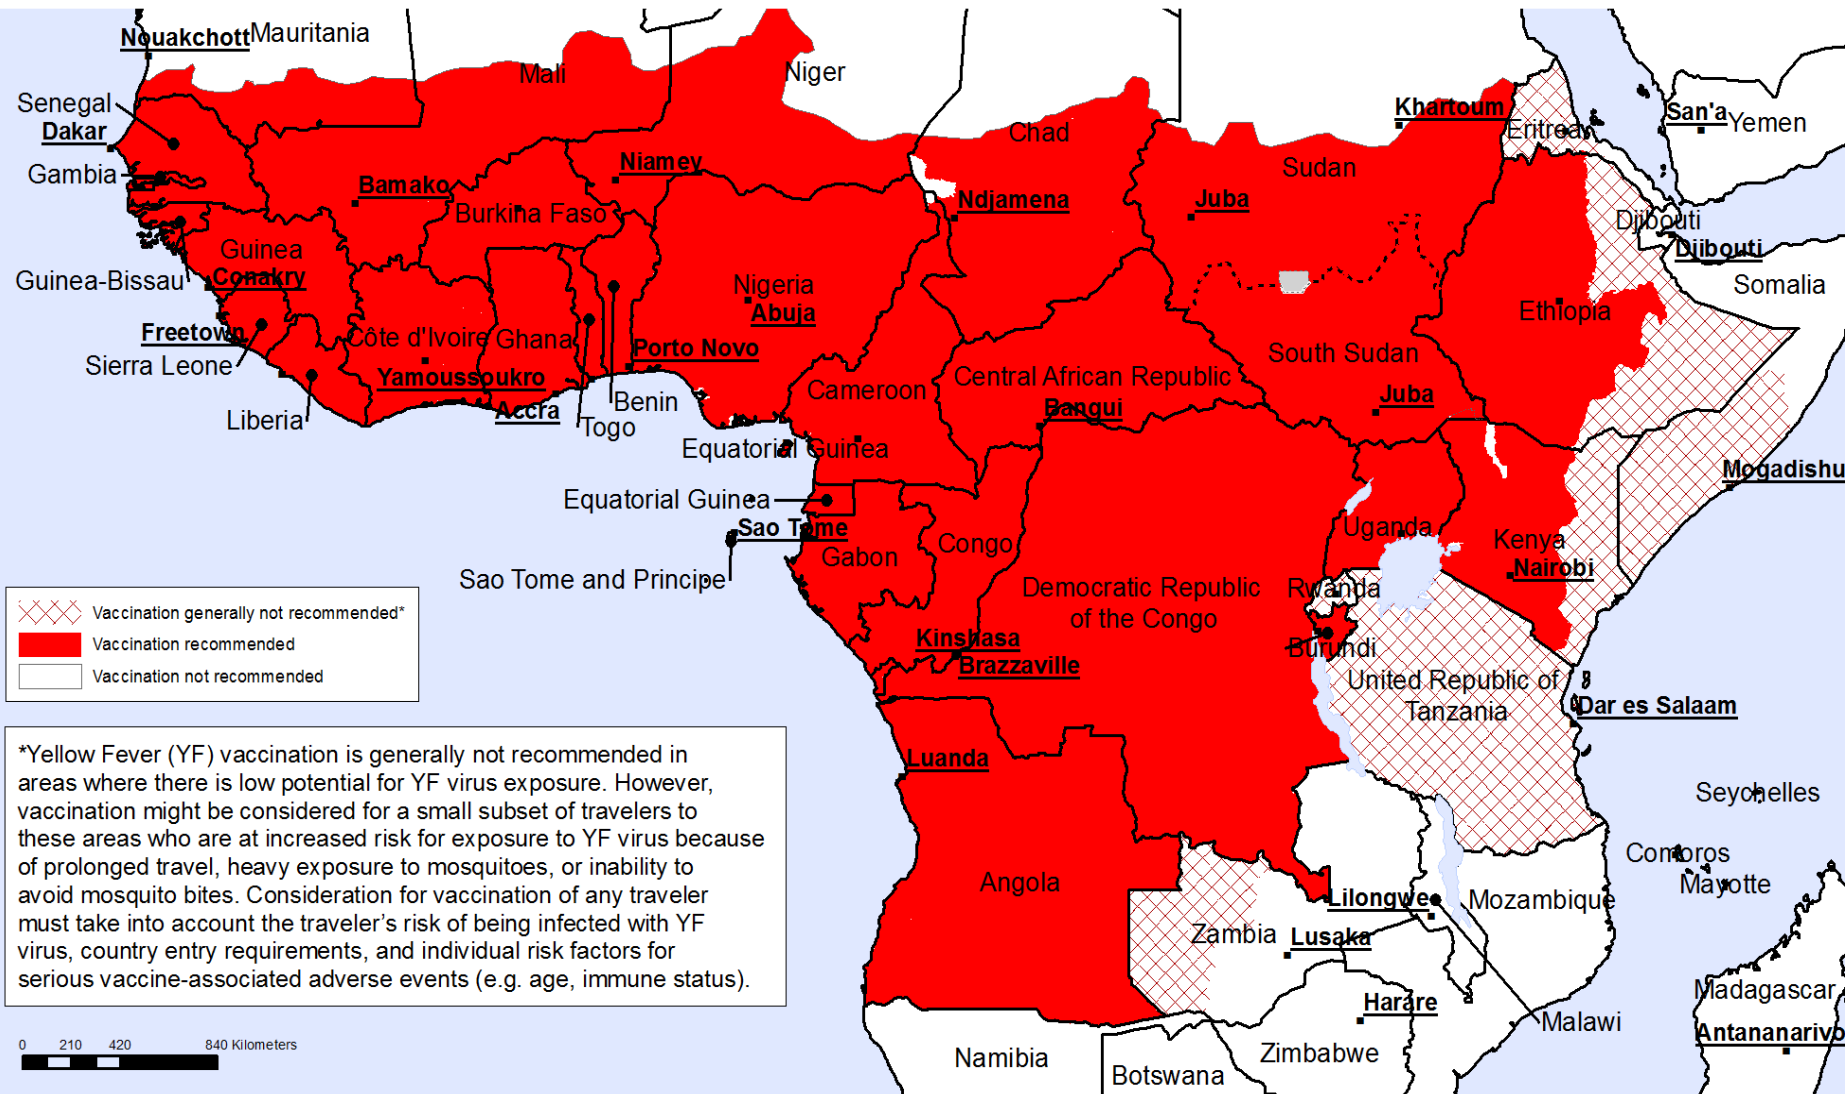 Nouakchott
Mauritania
Mali
Niger
Senegal
Dakar
Gambia
Bamako
Niamey
Burkina Faso
Chad
Ndjamena
Khartoum
Sudan
Juba
Eritrea
San'a
Yemen
Djibouti
Djibouti
Somalia
Guinea
Conakry
Guinea-Bissau
Freetown
Sierra Leone
Liberia
Côte d'Ivoire
Yamoussoukro
Ghana
Accra
Togo
Benin
Porto Novo
Nigeria
Abuja
Cameroon
Central African Republic
Bangui
South Sudan
Juba
Ethiopia
Equatorial Guinea
Equatorial Guinea
Sao Tome
Sao Tome and Principe
Gabon
Congo
Democratic Republic
of the Congo
Uganda
Kenya
Nairobi
Mogadishu
Rwanda
Burundi
Kinshasa
Brazzaville
United Republic of
Tanzania
Dar es Salaam
Luanda
Angola
Zambia
Lusaka
Lilongwe
Mozambique
Seychelles
Comoros
Mayotte
Harare
Malawi
Madagascar
Antananarivo
Namibia
Botswana
Zimbabwe
Vaccination generally not recommended*
Vaccination recommended
Vaccination not recommended
*Yellow Fever (YF) vaccination is generally not recommended in
areas where there is low potential for YF virus exposure. However,
vaccination might be considered for a small subset of travelers to
these areas who are at increased risk for exposure to YF virus because
of prolonged travel, heavy exposure to mosquitoes, or inability to
avoid mosquito bites. Consideration for vaccination of any traveler
must take into account the traveler's risk of being infected with YF
virus, country entry requirements, and individual risk factors for
serious vaccine-associated adverse events (e.g. age, immune status).
0 210 420 840 Kilometers